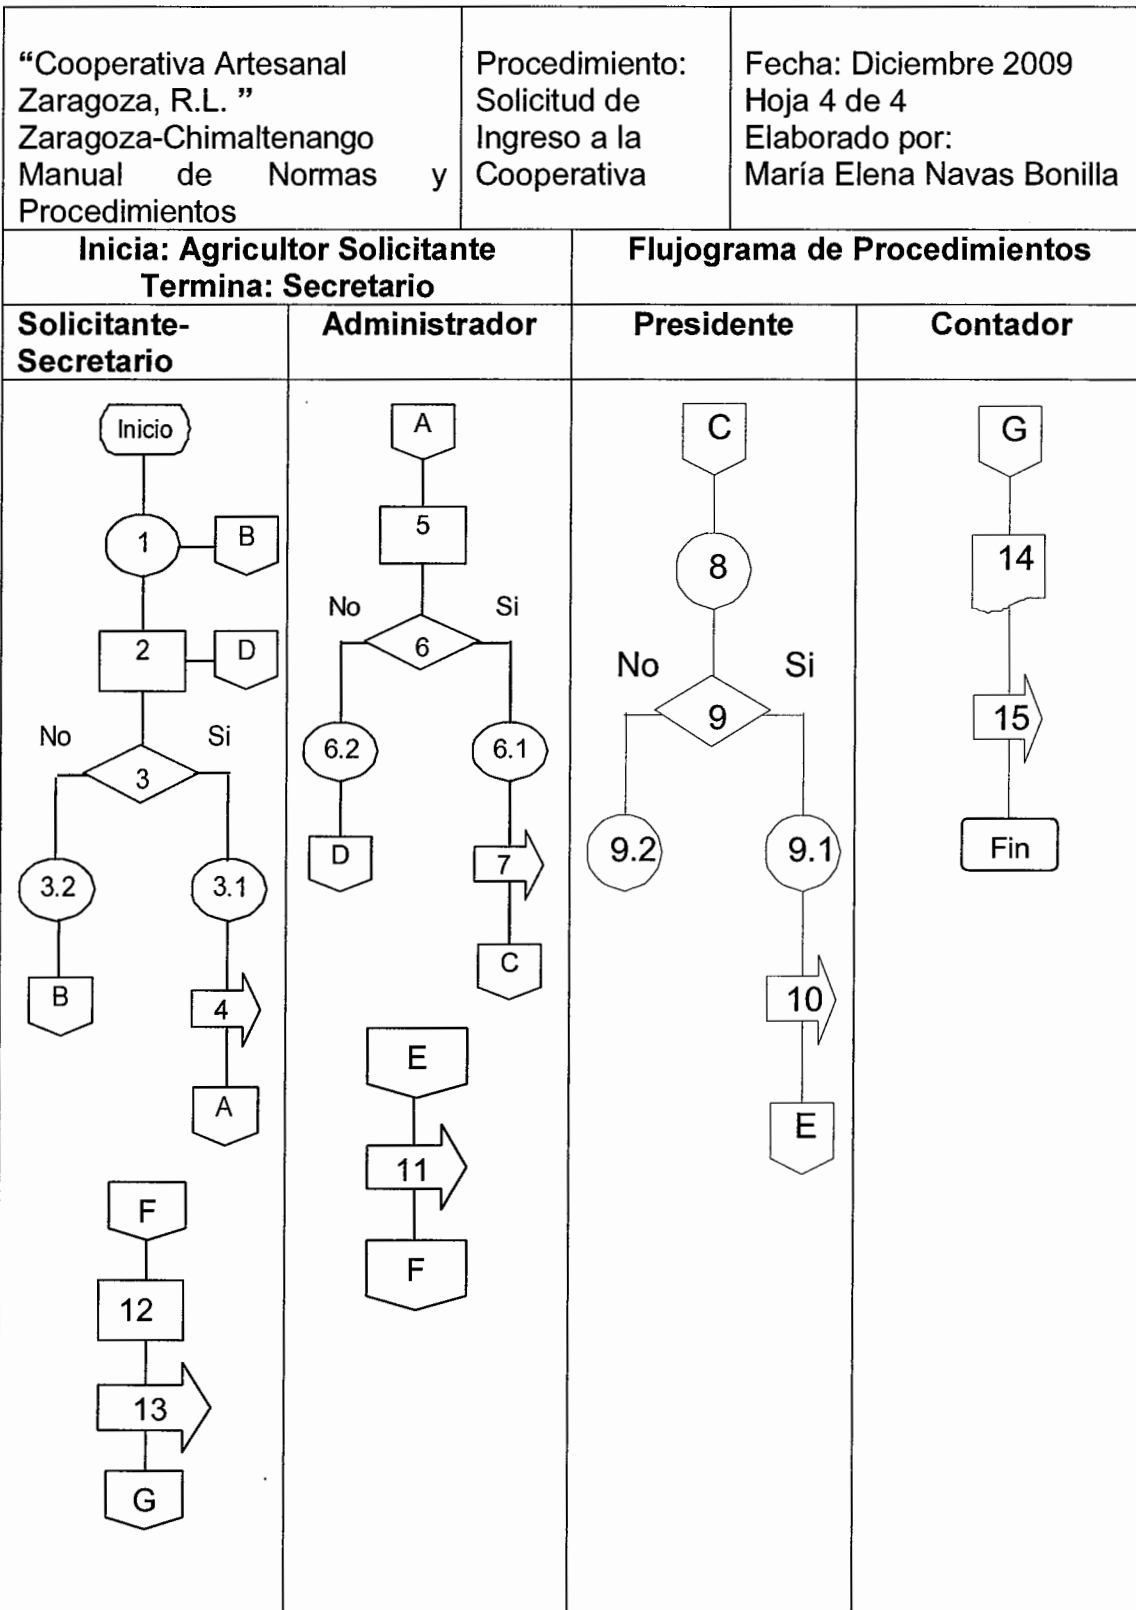 “Cooperativa Artesanal
Zaragoza, R.L. ”
Zaragoza-Chimaltenango
Manual de Normas y
Procedimientos
Procedimiento:
Solicitud de
Ingreso a la
Cooperativa
Fecha: Diciembre 2009
Hoja 4 de 4
Elaborado por:
María Elena Navas Bonilla
Inicia: Agricultor Solicitante
Termina: Secretario
Flujograma de Procedimientos
Solicitante-
Secretario
Administrador
Presidente
Contador
Inicio
1
B
2
D
No
Si
3
3.2
3.1
B
4
A
F
12
13
G
A
5
No
Si
6
6.2
6.1
D
7
C
E
11
F
C
8
No
Si
9
9.2
9.1
10
E
G
14
15
Fin